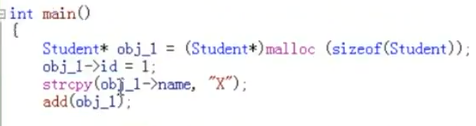 int main()
{
Student* obj_1 = (Student*)malloc (sizeof(Student));
obj_1->id = 1;
strcpy(obj_1->name, "X");
add(obj_1);